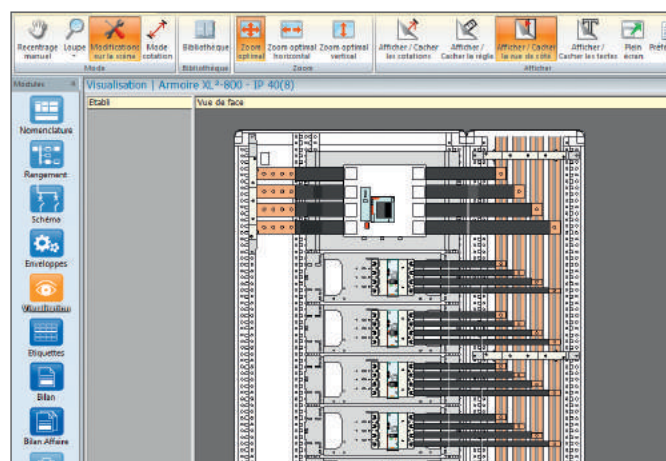 Recentrage
manuel
Loupe
Modifications
sur la scène
Mode
cotation
Bibliothèque
Zoom
optimal
Zoom optimal
horizontal
Zoom optimal
vertical
Afficher / Cacher
les cotations
Afficher /
Cacher la règle
Afficher / Cacher
la vue de côté
Afficher /
Cacher les textes
Plein
écran
Mode
Bibliothèque
Zoom
Afficher
Modules
Visualisation | Armoire XL³-800 - IP 40(8)
Etabli
Vue de face
Nomenclature
Rangement
Schéma
Enveloppes
Visualisation
Etiquettes
Bilan
Bilan Affaire